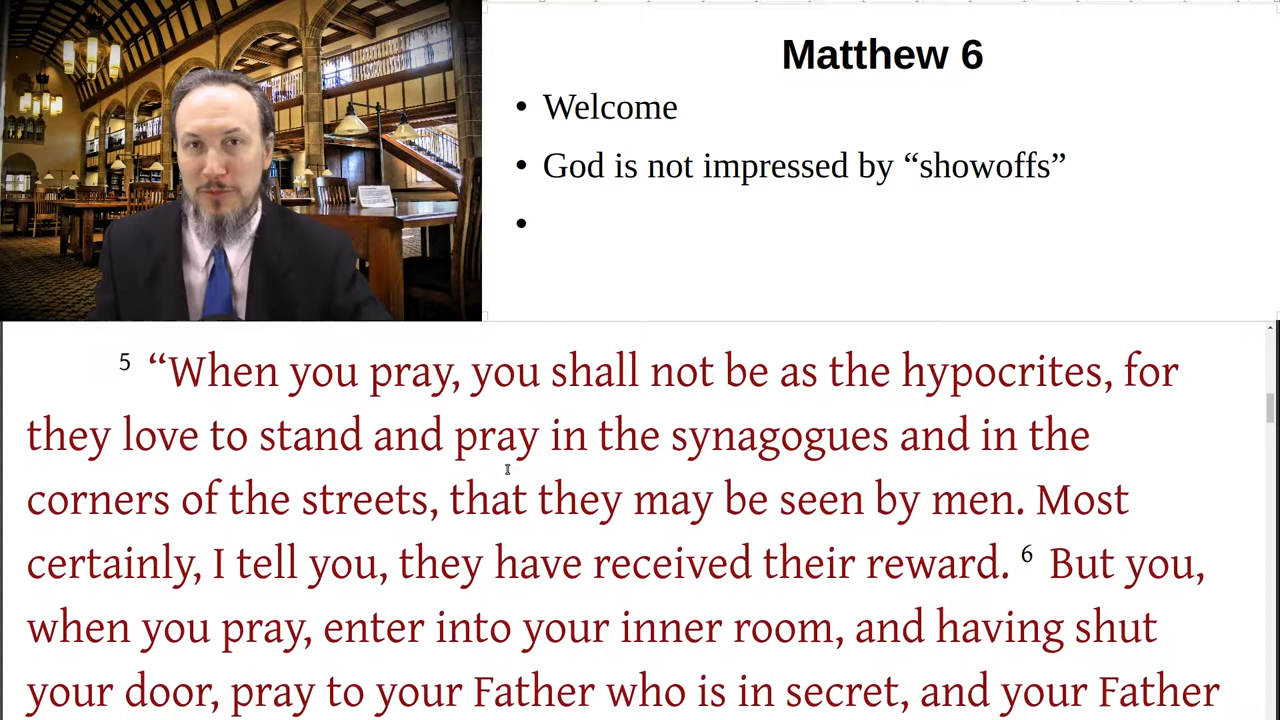 Matthew 6
• Welcome
• God is not impressed by “showoffs”
•
5 “When you pray, you shall not be as the hypocrites, for
they love to stand and pray in the synagogues and in the
corners of the streets, that they may be seen by men. Most
certainly, I tell you, they have received their reward. 6 But you,
when you pray, enter into your inner room, and having shut
your door, pray to your Father who is in secret, and your Father